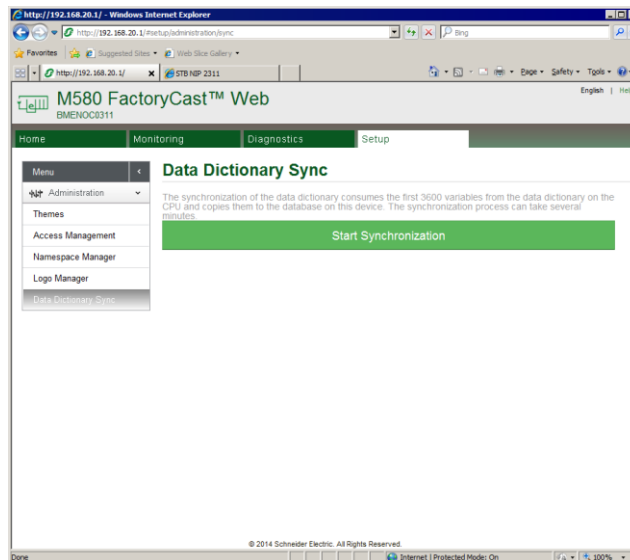 http://192.168.20.1/ - Windows Internet Explorer
http://192.168.20.1/#setup/administration/sync
Bing
Favorites
Suggested Sites
Web Slice Gallery
http://192.168.20.1/
STB NIP 2311
Page
Safety
Tools
M580 FactoryCast™ Web
BMENOC0311
English | Hel
Home
Monitoring
Diagnostics
Setup
Menu
Administration
Themes
Access Management
Namespace Manager
Logo Manager
Data Dictionary Sync
Data Dictionary Sync
The synchronization of the data dictionary consumes the first 3600 variables from the data dictionary on the
CPU and copies them to the database on this device. The synchronization process can take several
minutes.
Start Synchronization
© 2014 Schneider Electric. All Rights Reserved.
Done
Internet | Protected Mode: On
100%